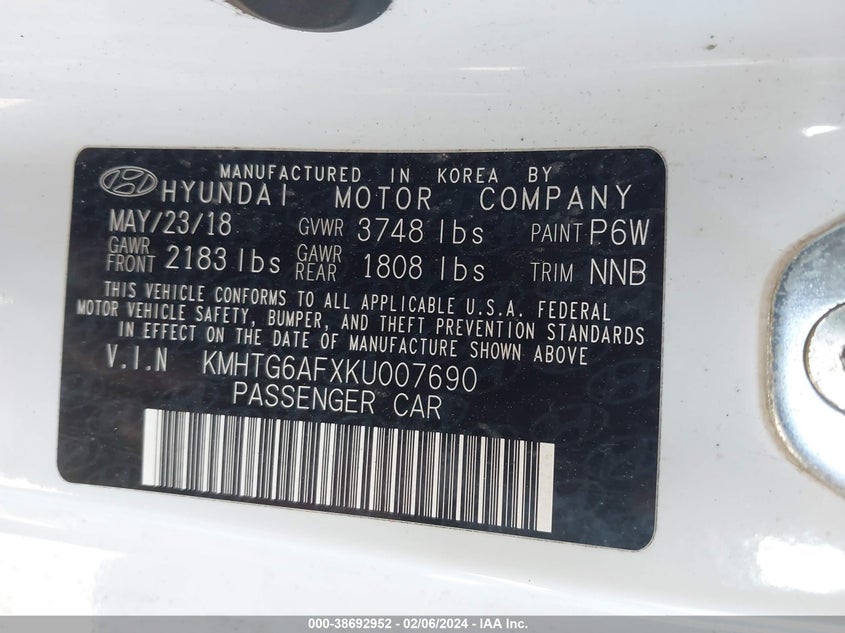 MANUFACTURED IN KOREA BY
HYUNDAI MOTOR COMPANY
MAY/23/18 GVWR 3748 lbs PAINT P6W
GAWR FRONT 2183 lbs GAWR REAR 1808 lbs TRIM NNB
THIS VEHICLE CONFORMS TO ALL APPLICABLE U.S.A. FEDERAL
MOTOR VEHICLE SAFETY, BUMPER, AND THEFT PREVENTION STANDARDS
IN EFFECT ON THE DATE OF MANUFACTURE SHOWN ABOVE
V.I.N KMHTG6AFXKU007690
PASSENGER CAR
000-38692952 - 02/06/2024 - IAA Inc.